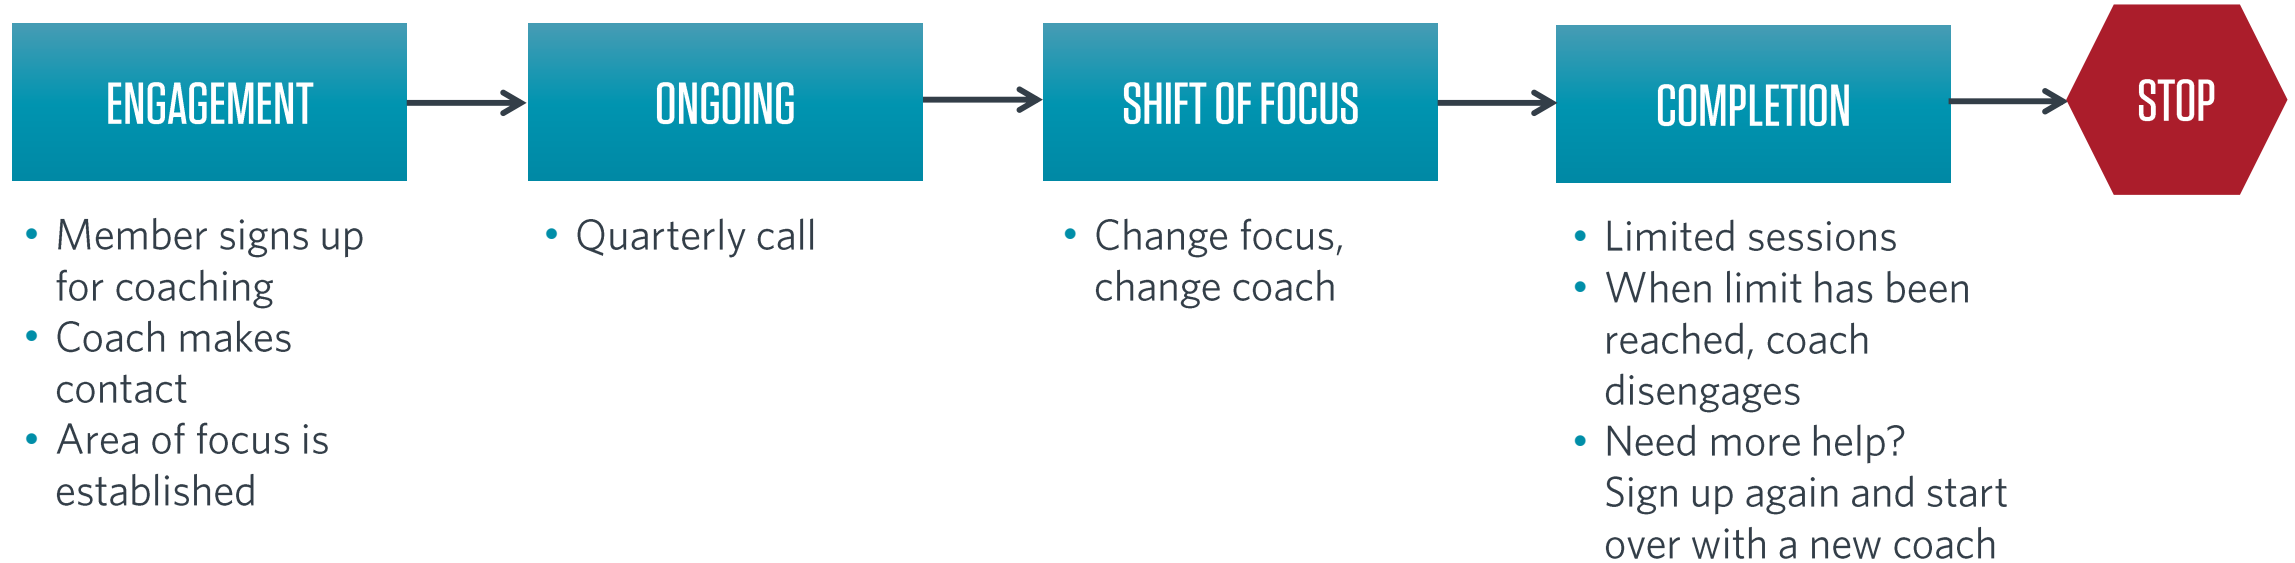 ENGAGEMENT
ONGOING
SHIFT OF FOCUS
COMPLETION
STOP
• Member signs up
for coaching
• Coach makes
contact
• Area of focus is
established
• Quarterly call
• Change focus,
change coach
• Limited sessions
• When limit has been
reached, coach
disengages
• Need more help?
Sign up again and start
over with a new coach